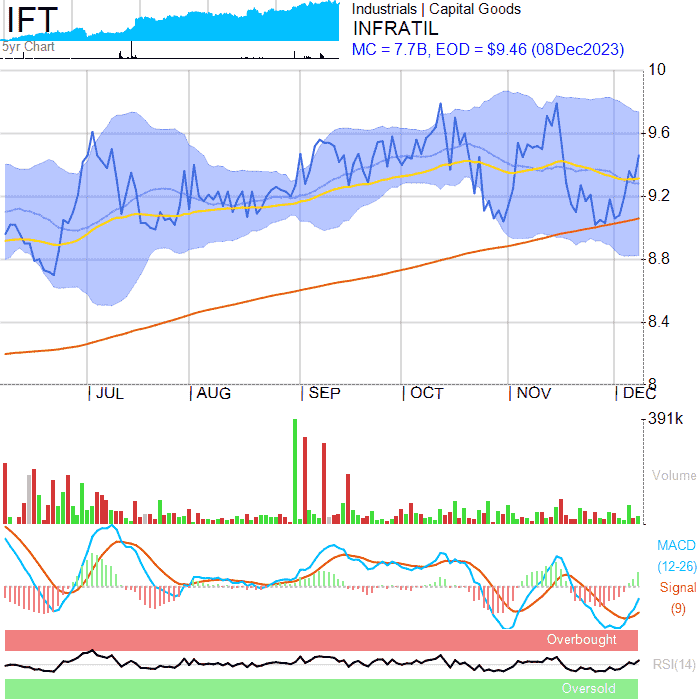 IFT
5yr Chart
Industrials | Capital Goods
INFRATIL
MC = 7.7B, EOD = $9.46 (08Dec2023)
10
9.6
9.2
8.8
8.4
8
JUL AUG SEP OCT NOV DEC
391k
Volume
MACD
(12-26)
Signal
(9)
Overbought
RSI(14)
Oversold